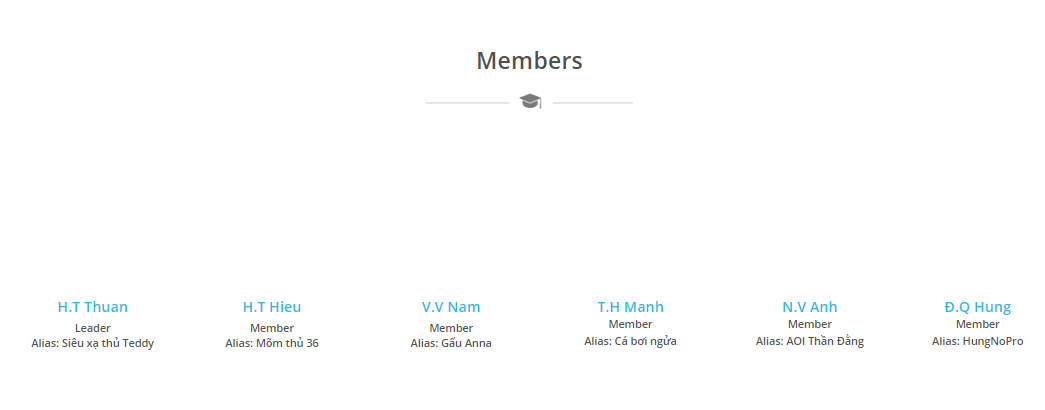 Members
H.T Thuan
Leader
Alias: Siêu xạ thủ Teddy
H.T Hieu
Member
Alias: Mõm thủ 36
V.V Nam
Member
Alias: Gấu Anna
T.H Manh
Member
Alias: Cá bơi ngửa
N.V Anh
Member
Alias: AOI Thần Đằng
Đ.Q Hung
Member
Alias: HungNoPro